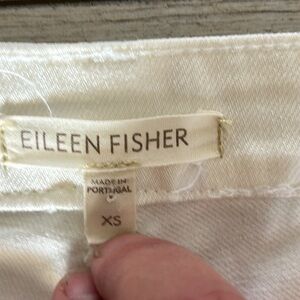 EILEEN FISHER
MADE IN
PORTUGAL
XS